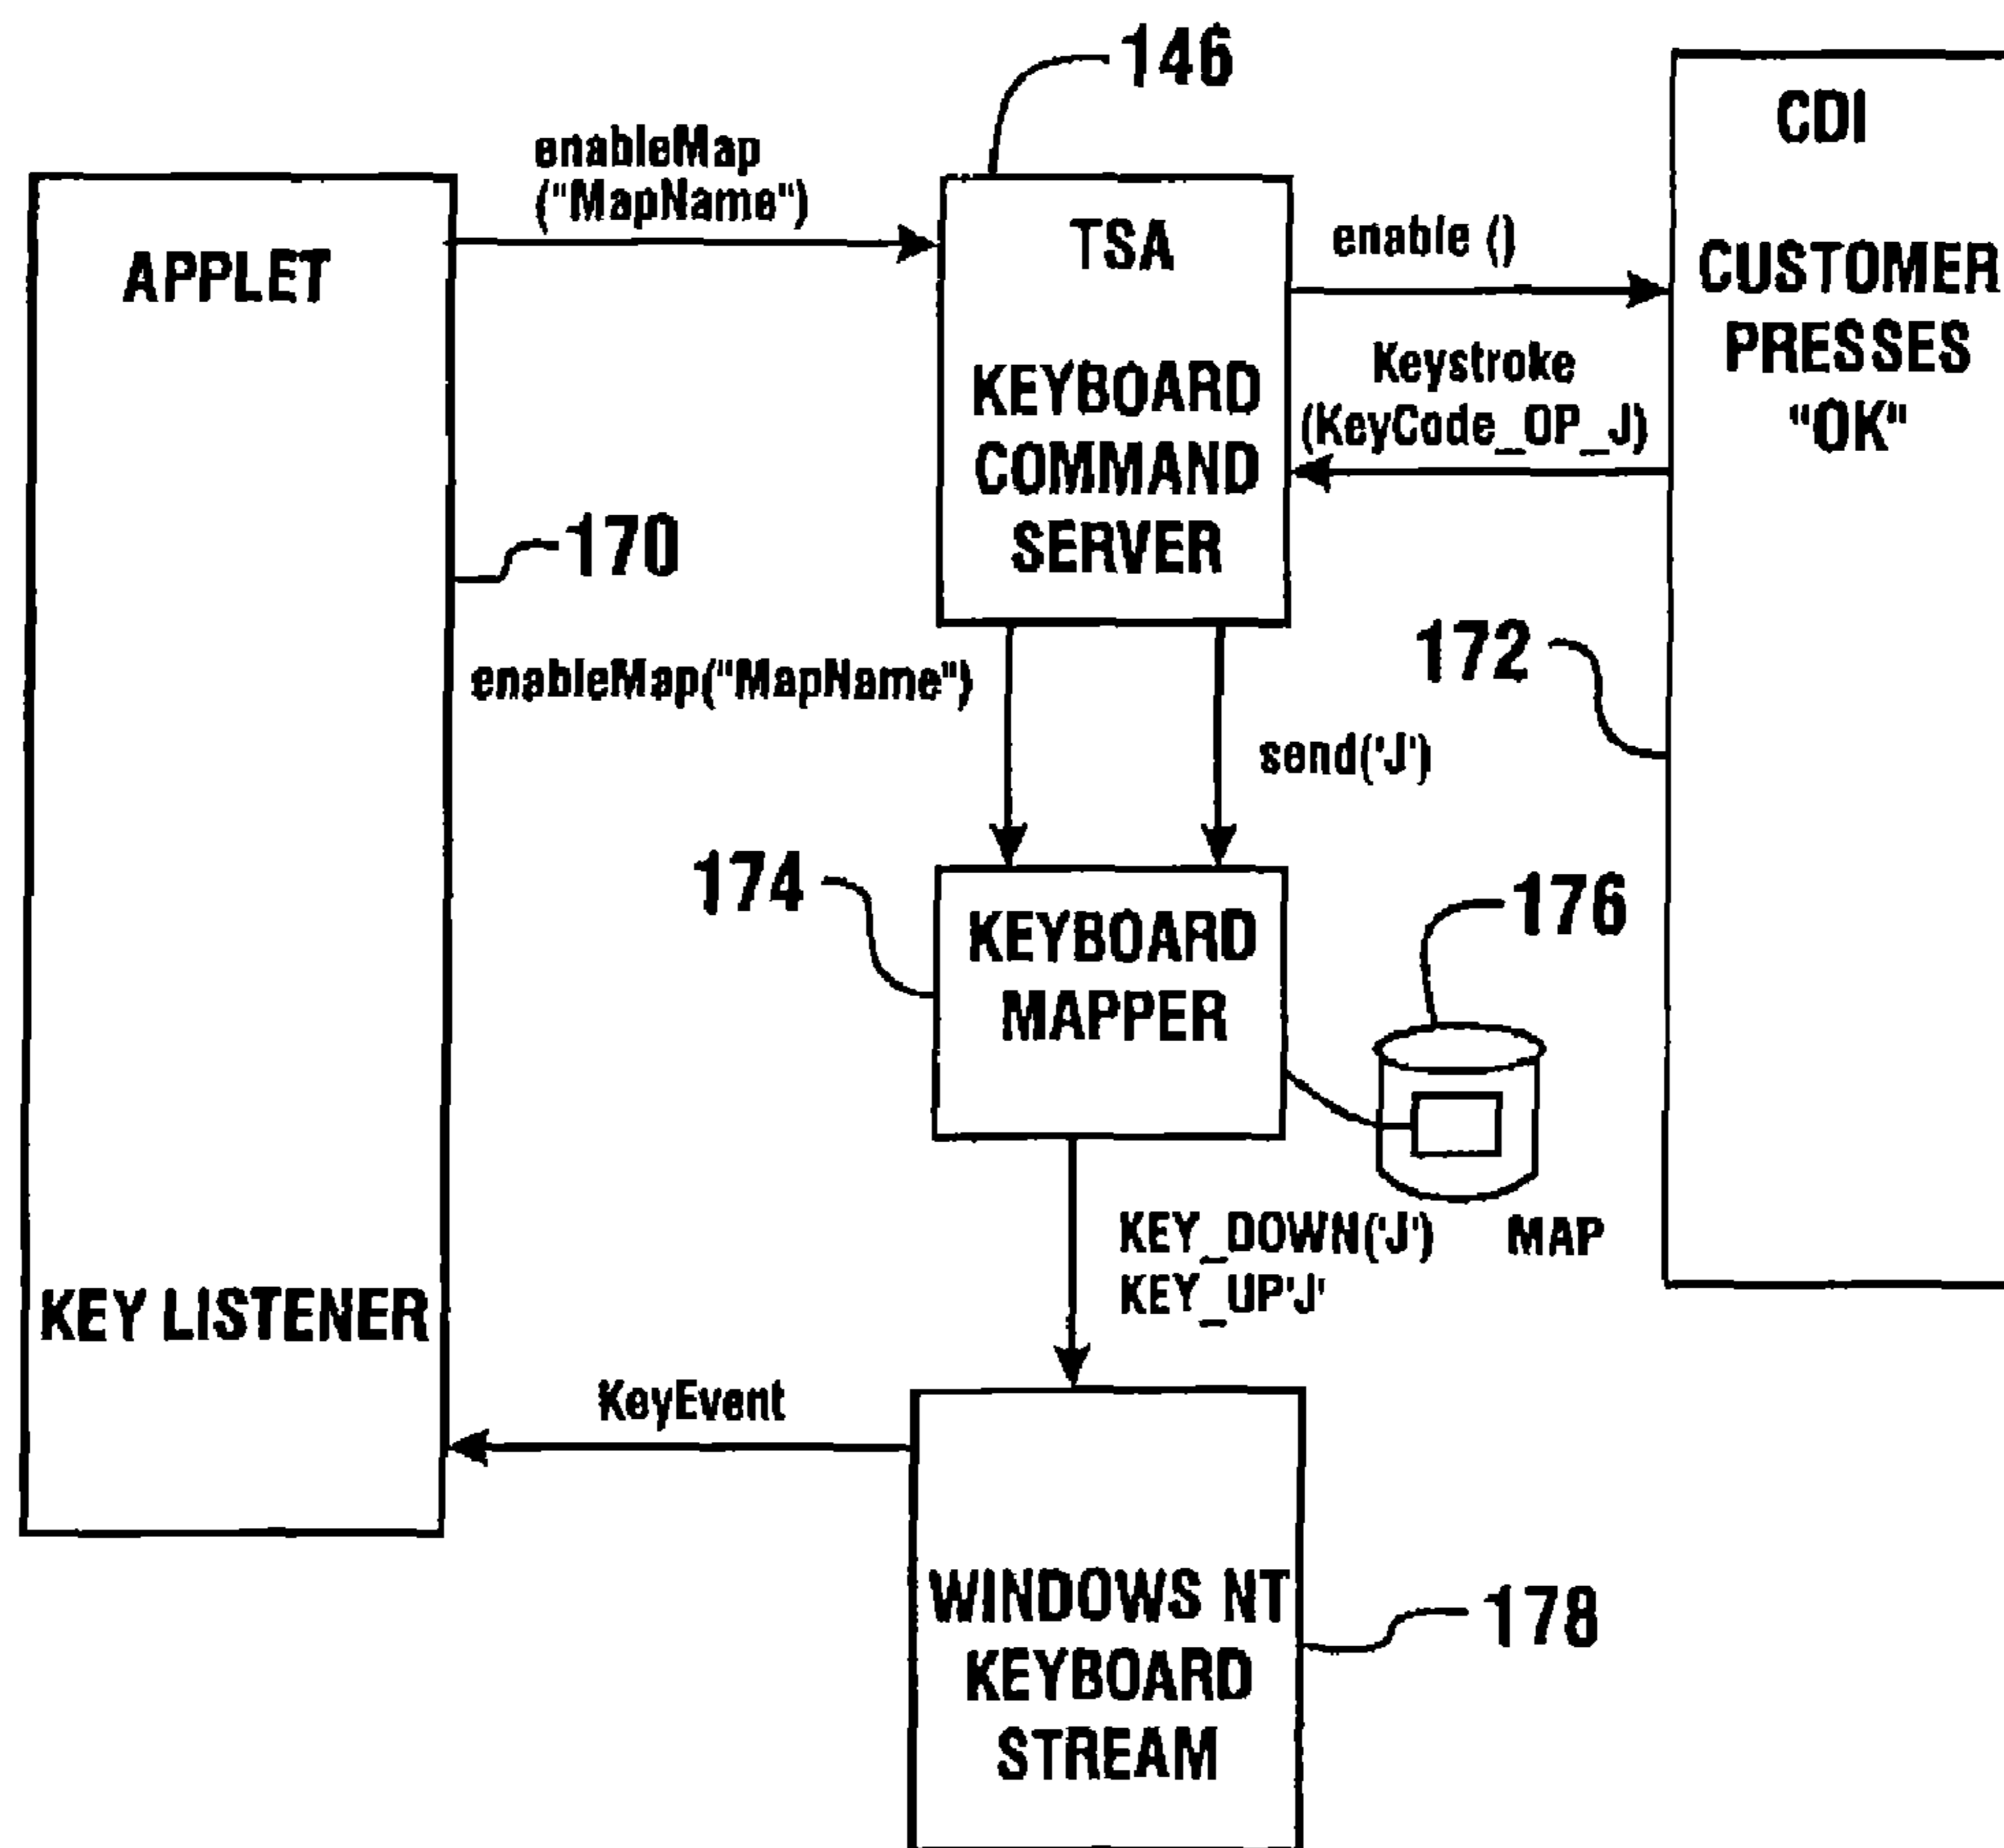 146
CDI
enableMap
("MapName")
APPLET
TSA
enable ()
CUSTOMER
PRESSES
"OK"
KEYBOARD
COMMAND
SERVER
Keystroke
(KeyCode_OP_J)
170
172
enableMap("MapName")
send('J')
174
KEYBOARD
MAPPER
176
KEY_DOWN('J')
KEY_UP'J'
MAP
KEY LISTENER
KeyEvent
WINDOWS NT
KEYBOARD
STREAM
178